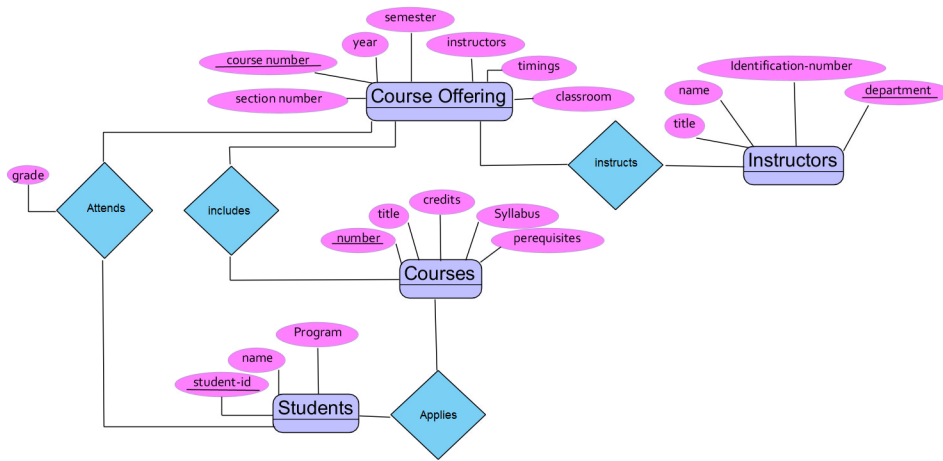 semester
year
instructors
course number
timings
section number
Course Offering
classroom
Identification-number
name
department
title
Instructors
instructs
grade
Attends
includes
credits
title
Syllabus
number
perequisites
Courses
Program
name
student-id
Students
Applies